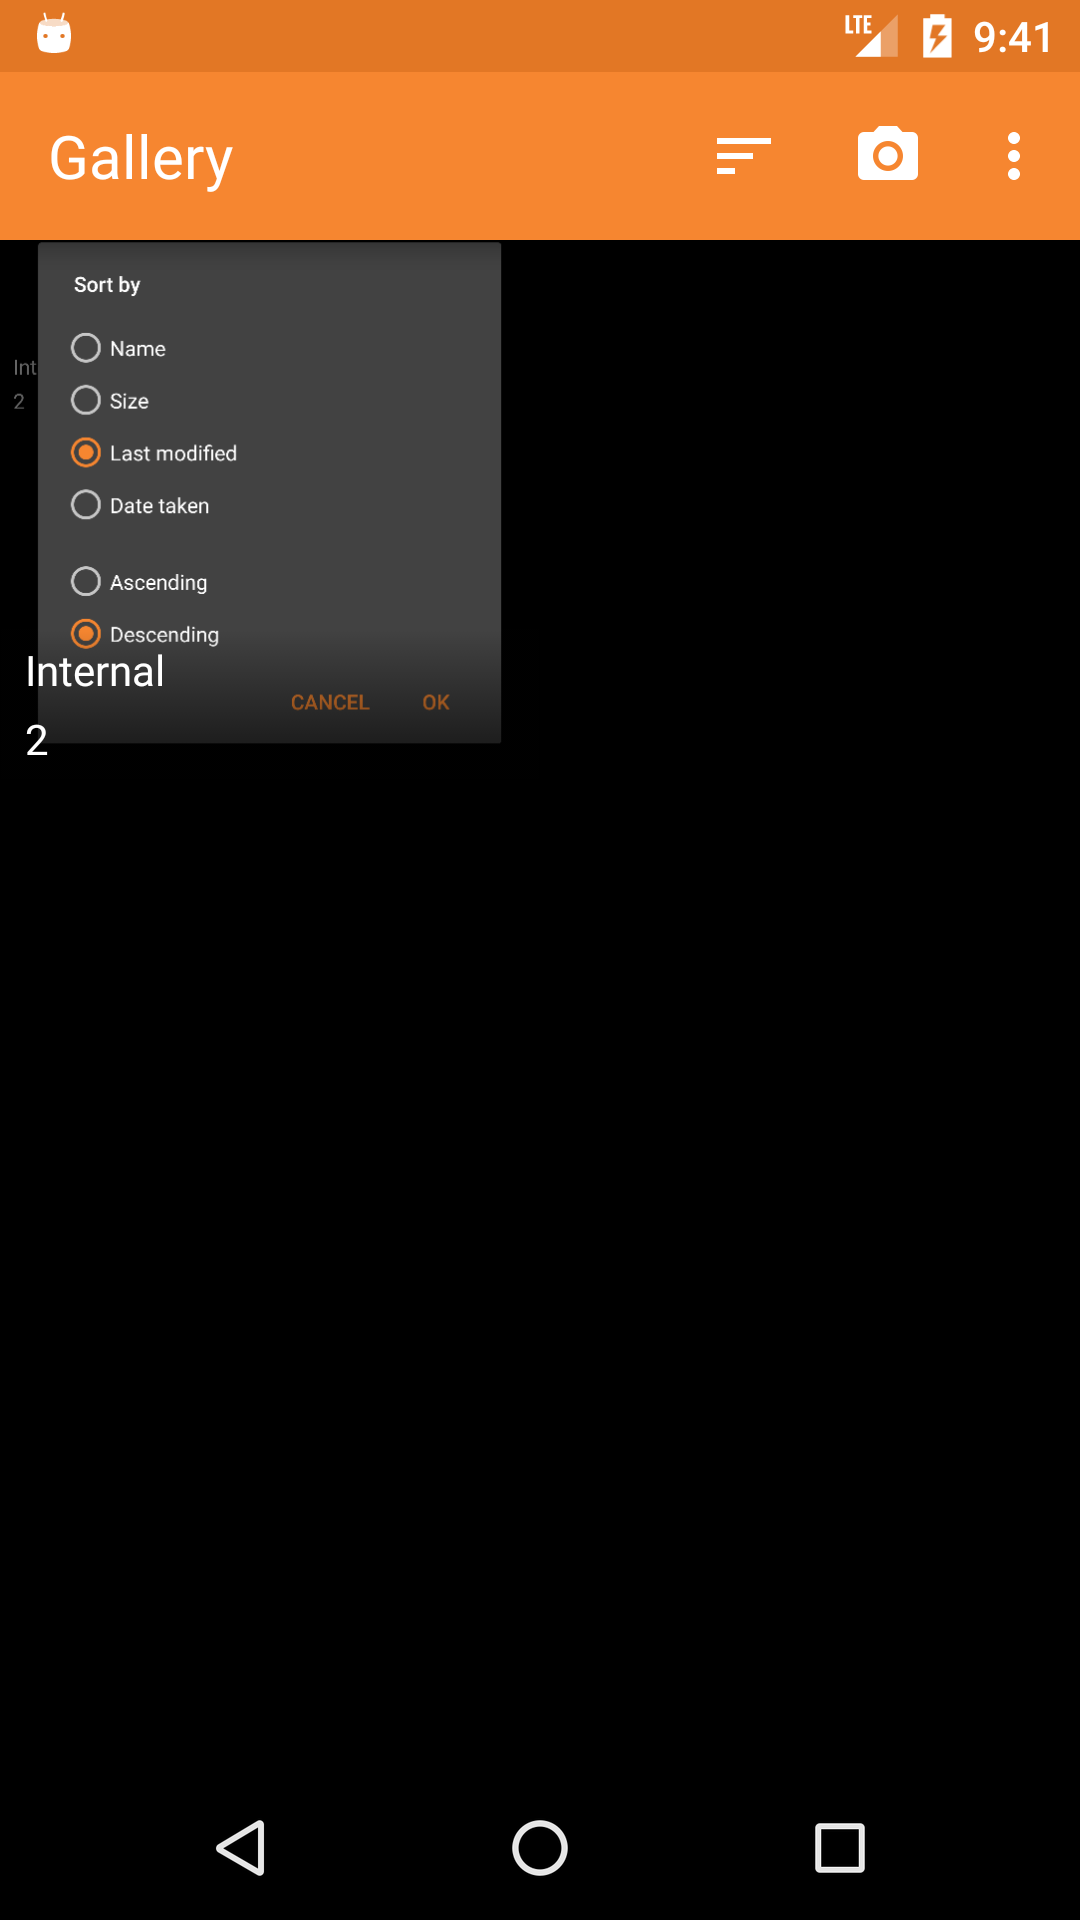 LTE 9:41
Gallery
Sort by
Name
Int
Size
2
Last modified
Date taken
Ascending
Descending
Internal
CANCEL OK
2